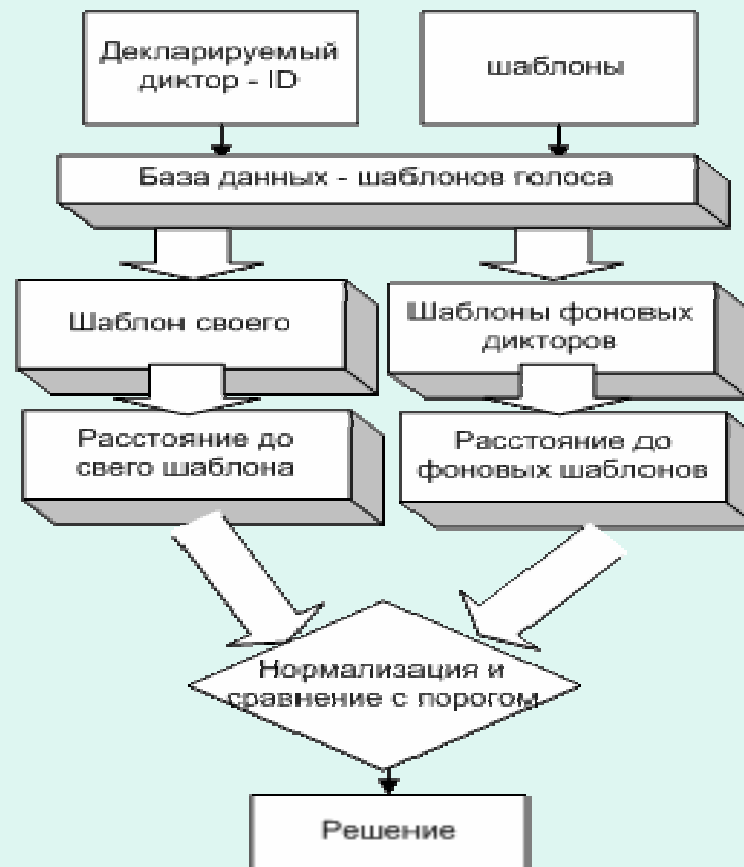 Декларируемый
диктор - ID
шаблоны
База данных - шаблонов голоса
Шаблон своего
Шаблоны фоновых
дикторов
Расстояние до
свего шаблона
Расстояние до
фоновых шаблонов
Нормализация и
сравнение с порогом
Решение